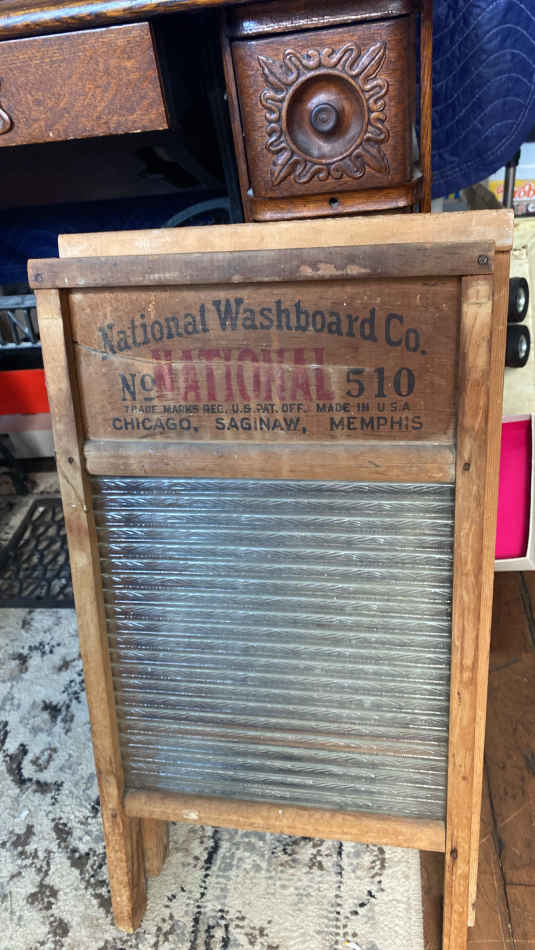 National Washboard Co.
No NATIONAL 510
TRADE MARKS REG. U.S. PAT. OFF. MADE IN U.S.A
CHICAGO, SAGINAW, MEMPHIS